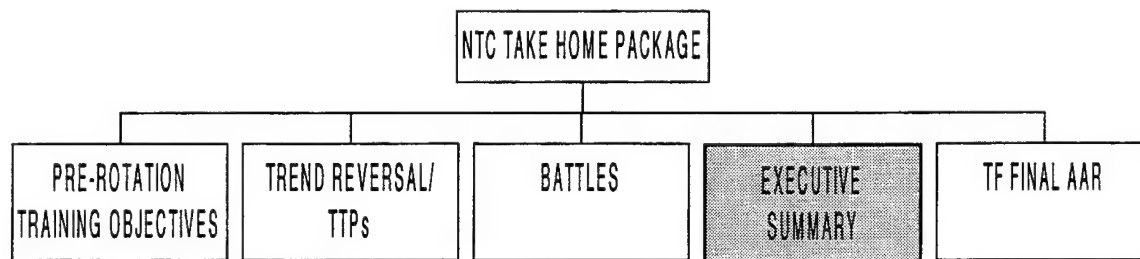 NTC TAKE HOME PACKAGE
PRE-ROTATION
TRAINING OBJECTIVES
TREND REVERSAL/
TTPs
BATTLES
EXECUTIVE
SUMMARY
TF FINAL AAR